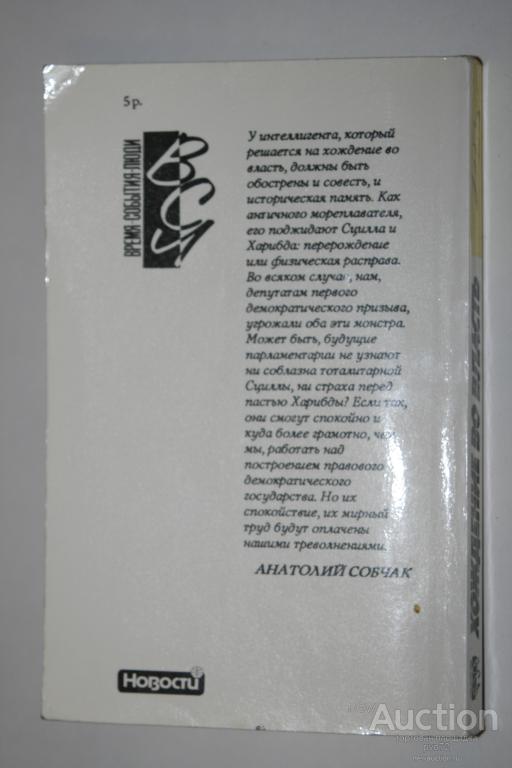 5р.
ВРЕМЯ·СОБЫТИЯ·ЛЮДИ
ВСЛ
У интеллигента, который
решается на хождение во
власть, должны быть
обострены и совесть, и
историческая память. Как
античного мореплавателя,
его поджидают Сцилла и
Харибда: перерождение
или физическая расправа.
Во всяком случае, нам,
депутатам первого
демократического призыва,
угрожали оба эти монстра.
Может быть, будущие
парламентарии не узнают
ни соблазна тоталитарной
Сциллы, ни страха перед
пастью Харибды? Если так,
они смогут спокойно и
куда более грамотно, чем
мы, работать над
построением правового
демократического
государства. Но их
спокойствие, их мирный
труд будут оплачены
нашими треволнениями.
АНАТОЛИЙ СОБЧАК
Новости
ХОЖДЕНИЕ ВО ВЛАСТЬ
Auction
newauction.ru